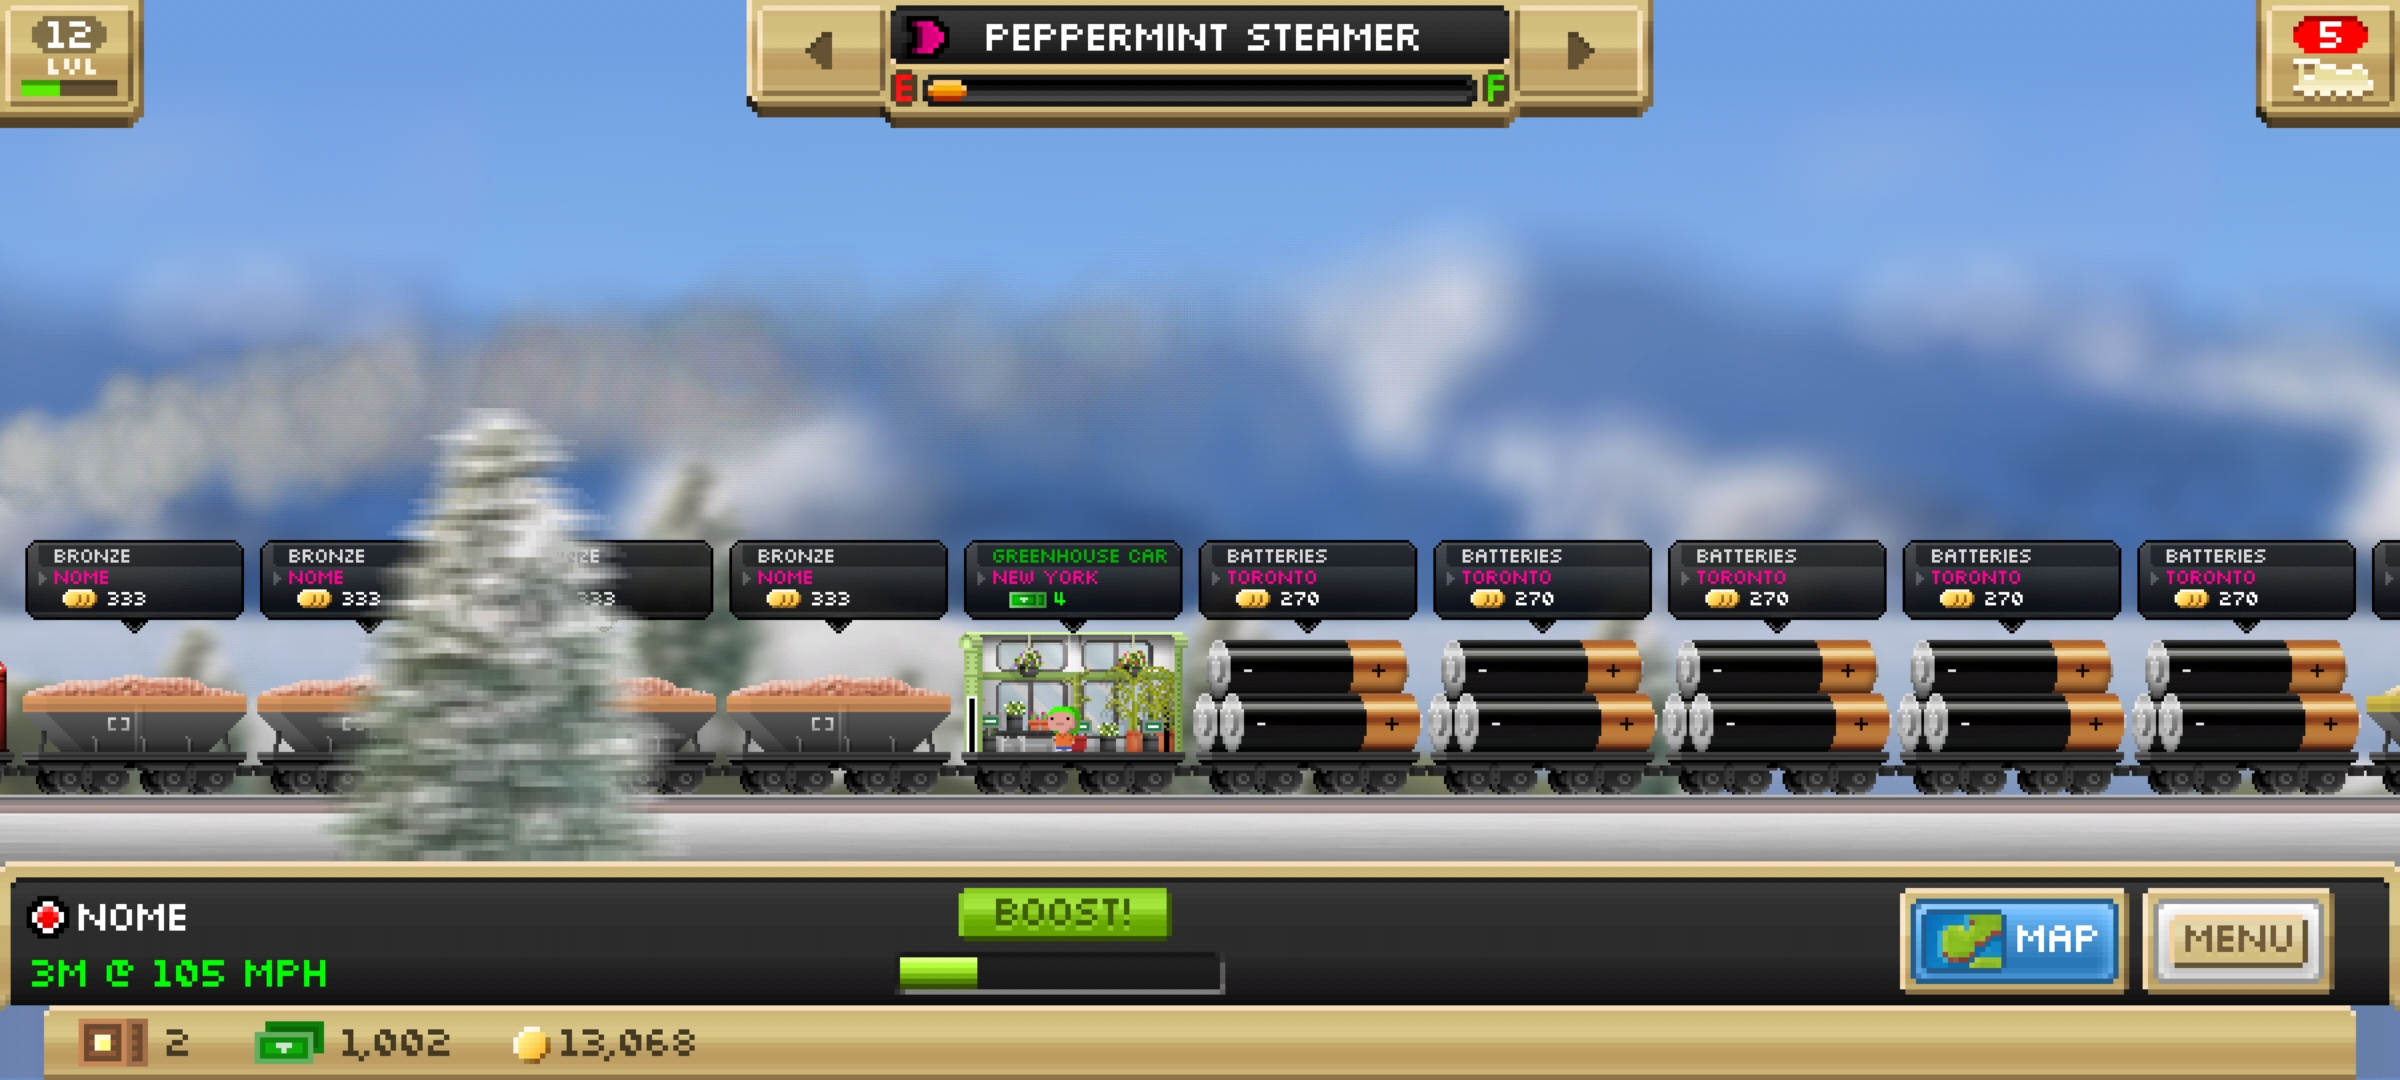 12
LVL
PEPPERMINT STEAMER
E F
5
BRONZE
NOME
333
BRONZE
NOME
333
333
BRONZE
NOME
333
GREENHOUSE CAR
NEW YORK
4
BATTERIES
TORONTO
270
BATTERIES
TORONTO
270
BATTERIES
TORONTO
270
BATTERIES
TORONTO
270
BATTERIES
TORONTO
270
NOME
3M @ 105 MPH
BOOST!
MAP
MENU
2
1,002
13,068